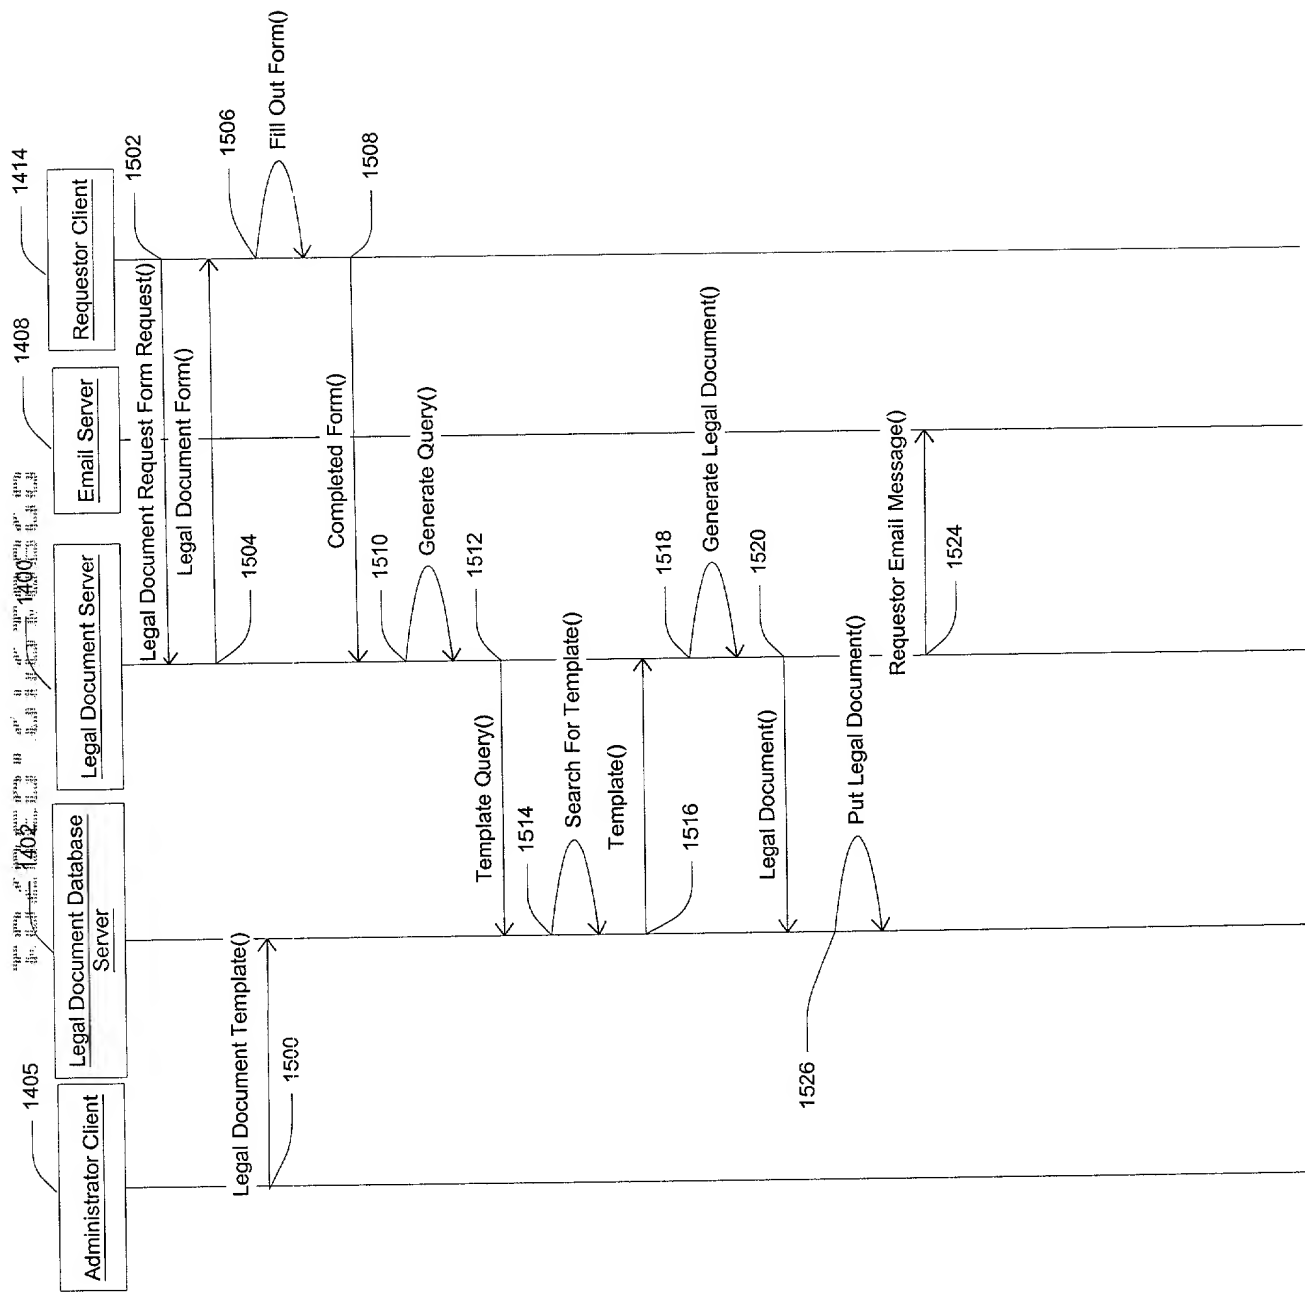 1405
1402
1400
1408
1414
Administrator Client
Legal Document Database
Server
Legal Document Server
Email Server
Requestor Client
Legal Document Request Form Request()
1502
Legal Document Form()
1504
Legal Document Template()
1500
1506
Fill Out Form()
Completed Form()
1508
1510
Generate Query()
1512
Template Query()
1514
Search For Template()
Template()
1516
1518
Generate Legal Document()
1520
Legal Document()
1526
Put Legal Document()
Requestor Email Message()
1524